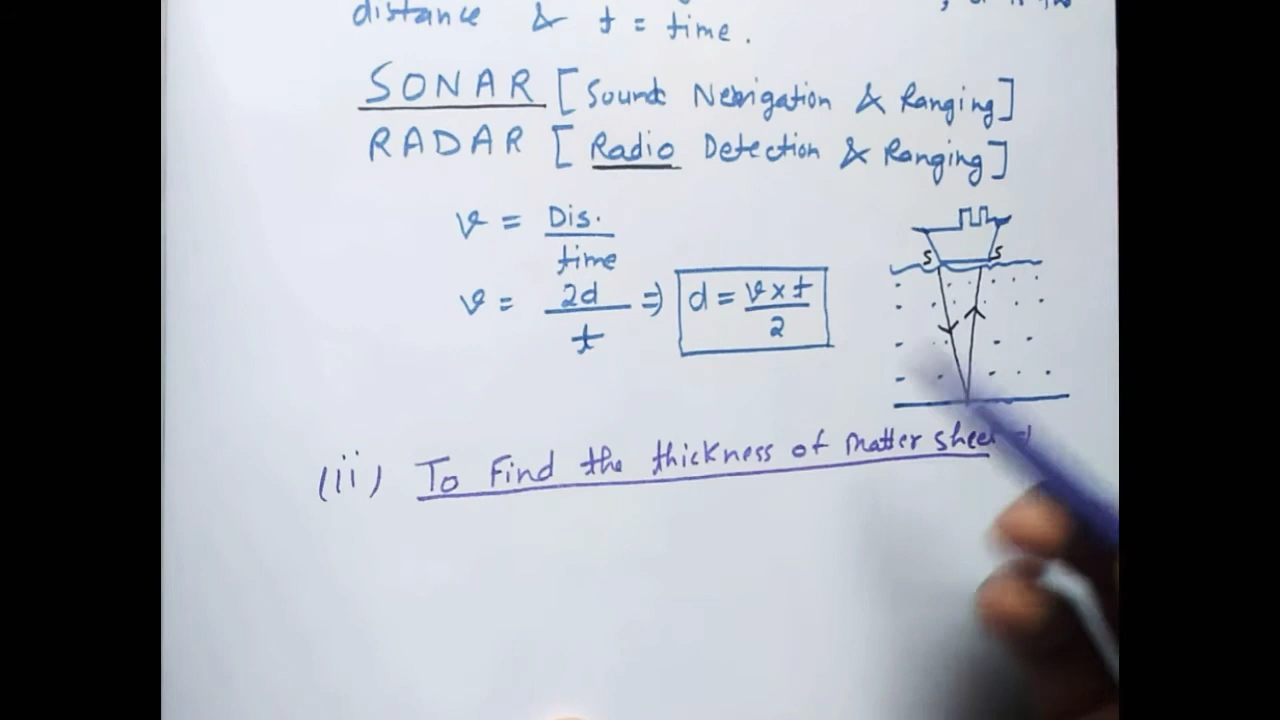 distance & t = time.
SONAR [Sound Nevigation & Ranging]
RADAR [Radio Detection & Ranging]
v = Dis. / time
v = 2d / t => d = v x t / 2
S S
(ii) To Find the thickness of matter sheet